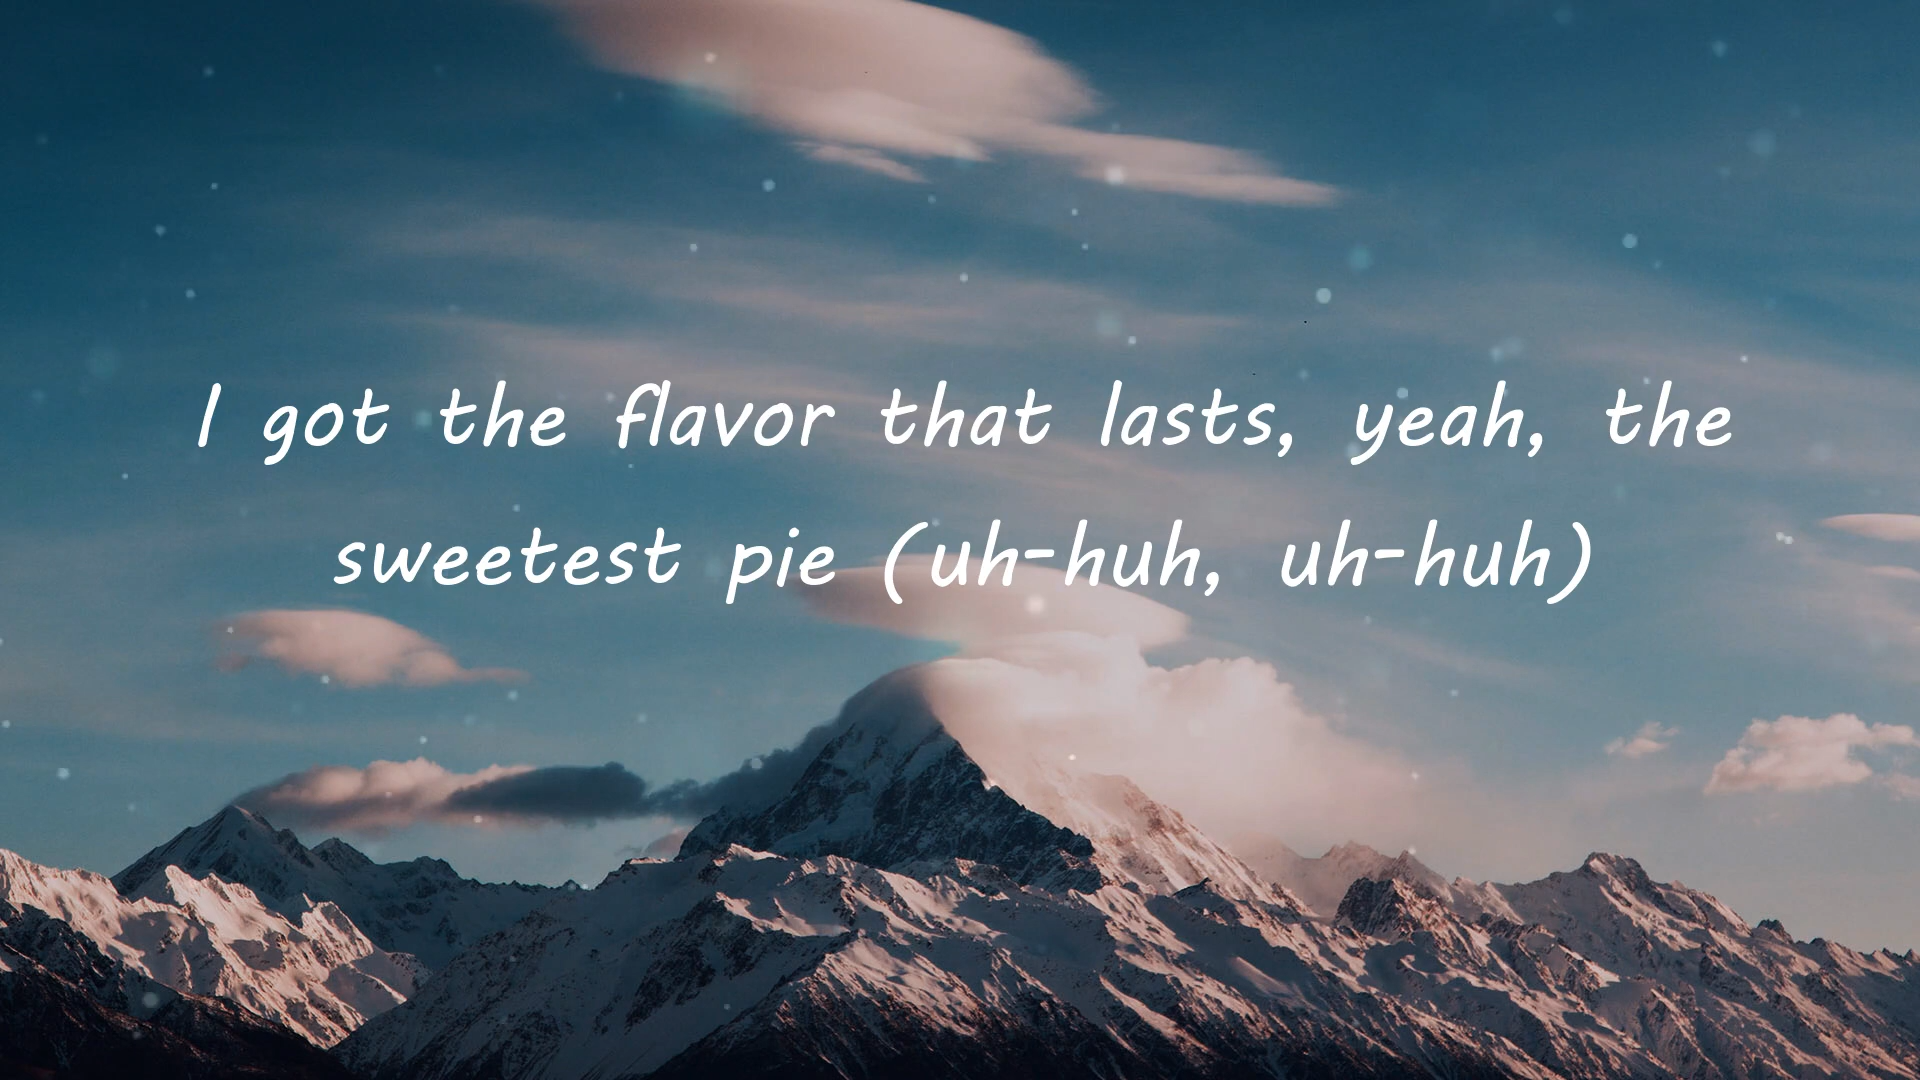 I got the flavor that lasts, yeah, the
sweetest pie (uh-huh, uh-huh)